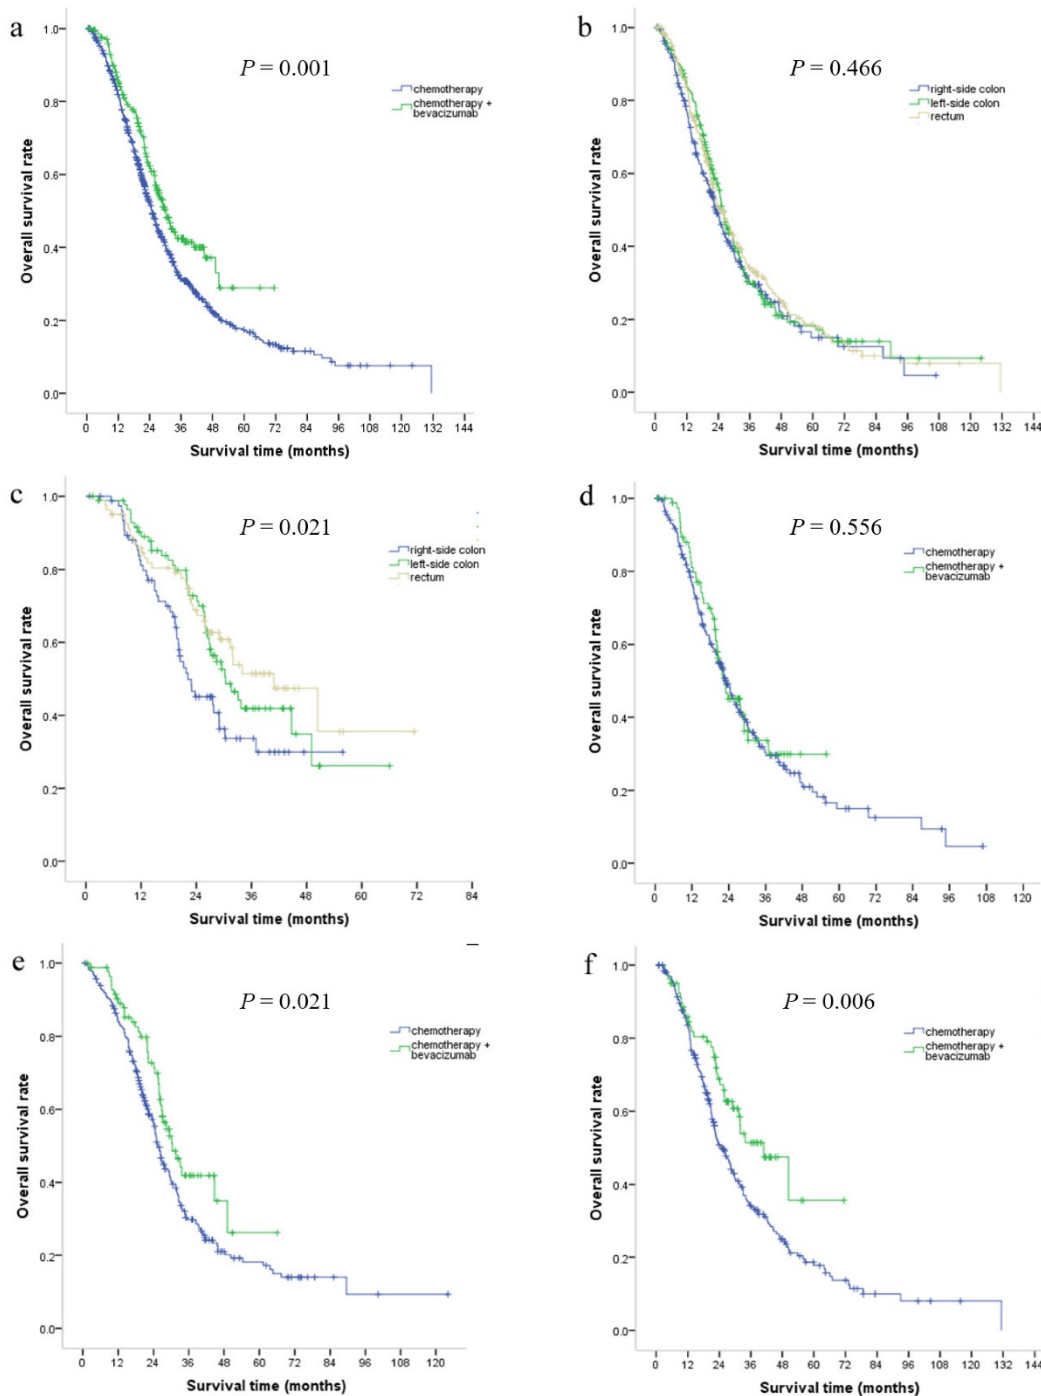 a
P = 0.001
chemotherapy
chemotherapy +
bevacizumab
Overall survival rate
1.0
0.8
0.6
0.4
0.2
0.0
0 12 24 36 48 60 72 84 96 108 120 132 144
Survival time (months)
b
P = 0.466
right-side colon
left-side colon
rectum
Overall survival rate
1.0
0.8
0.6
0.4
0.2
0.0
0 12 24 36 48 60 72 84 96 108 120 132 144
Survival time (months)
c
P = 0.021
right-side colon
left-side colon
rectum
Overall survival rate
1.0
0.8
0.6
0.4
0.2
0.0
0 12 24 36 48 60 72 84
Survival time (months)
d
P = 0.556
chemotherapy
chemotherapy +
bevacizumab
Overall survival rate
1.0
0.8
0.6
0.4
0.2
0.0
0 12 24 36 48 60 72 84 96 108 120
Survival time (months)
e
P = 0.021
chemotherapy
chemotherapy +
bevacizumab
Overall survival rate
1.0
0.8
0.6
0.4
0.2
0.0
0 12 24 36 48 60 72 84 96 108 120
Survival time (months)
f
P = 0.006
chemotherapy
chemotherapy +
bevacizumab
Overall survival rate
1.0
0.8
0.6
0.4
0.2
0.0
0 12 24 36 48 60 72 84 96 108 120 132 144
Survival time (months)